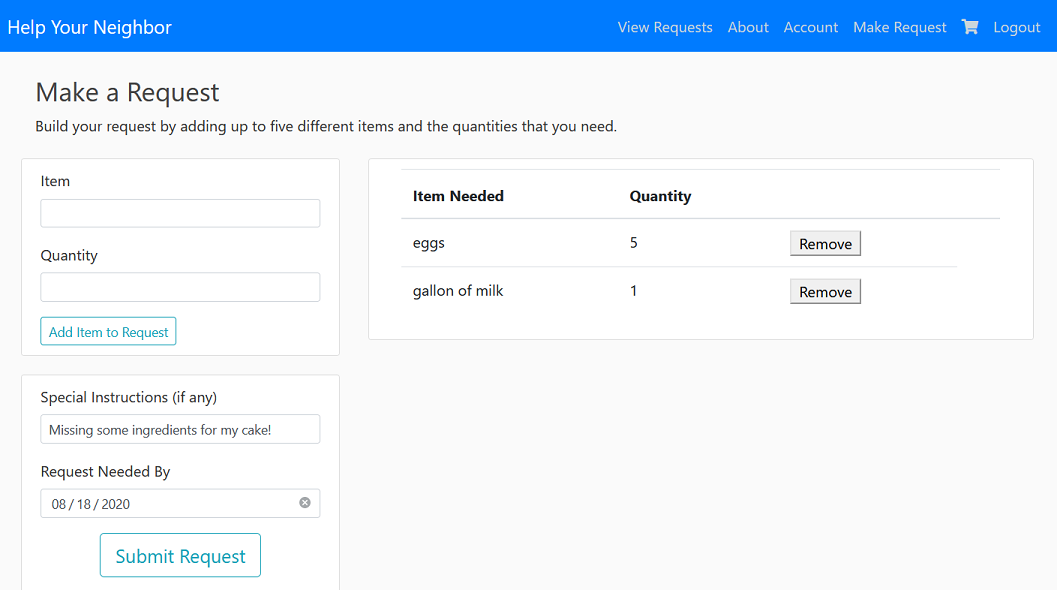 Help Your Neighbor
View Requests About Account Make Request Logout
Make a Request
Build your request by adding up to five different items and the quantities that you need.
Item
Quantity
Add Item to Request
Item Needed Quantity
eggs 5 Remove
gallon of milk 1 Remove
Special Instructions (if any)
Missing some ingredients for my cake!
Request Needed By
08 / 18 / 2020
Submit Request